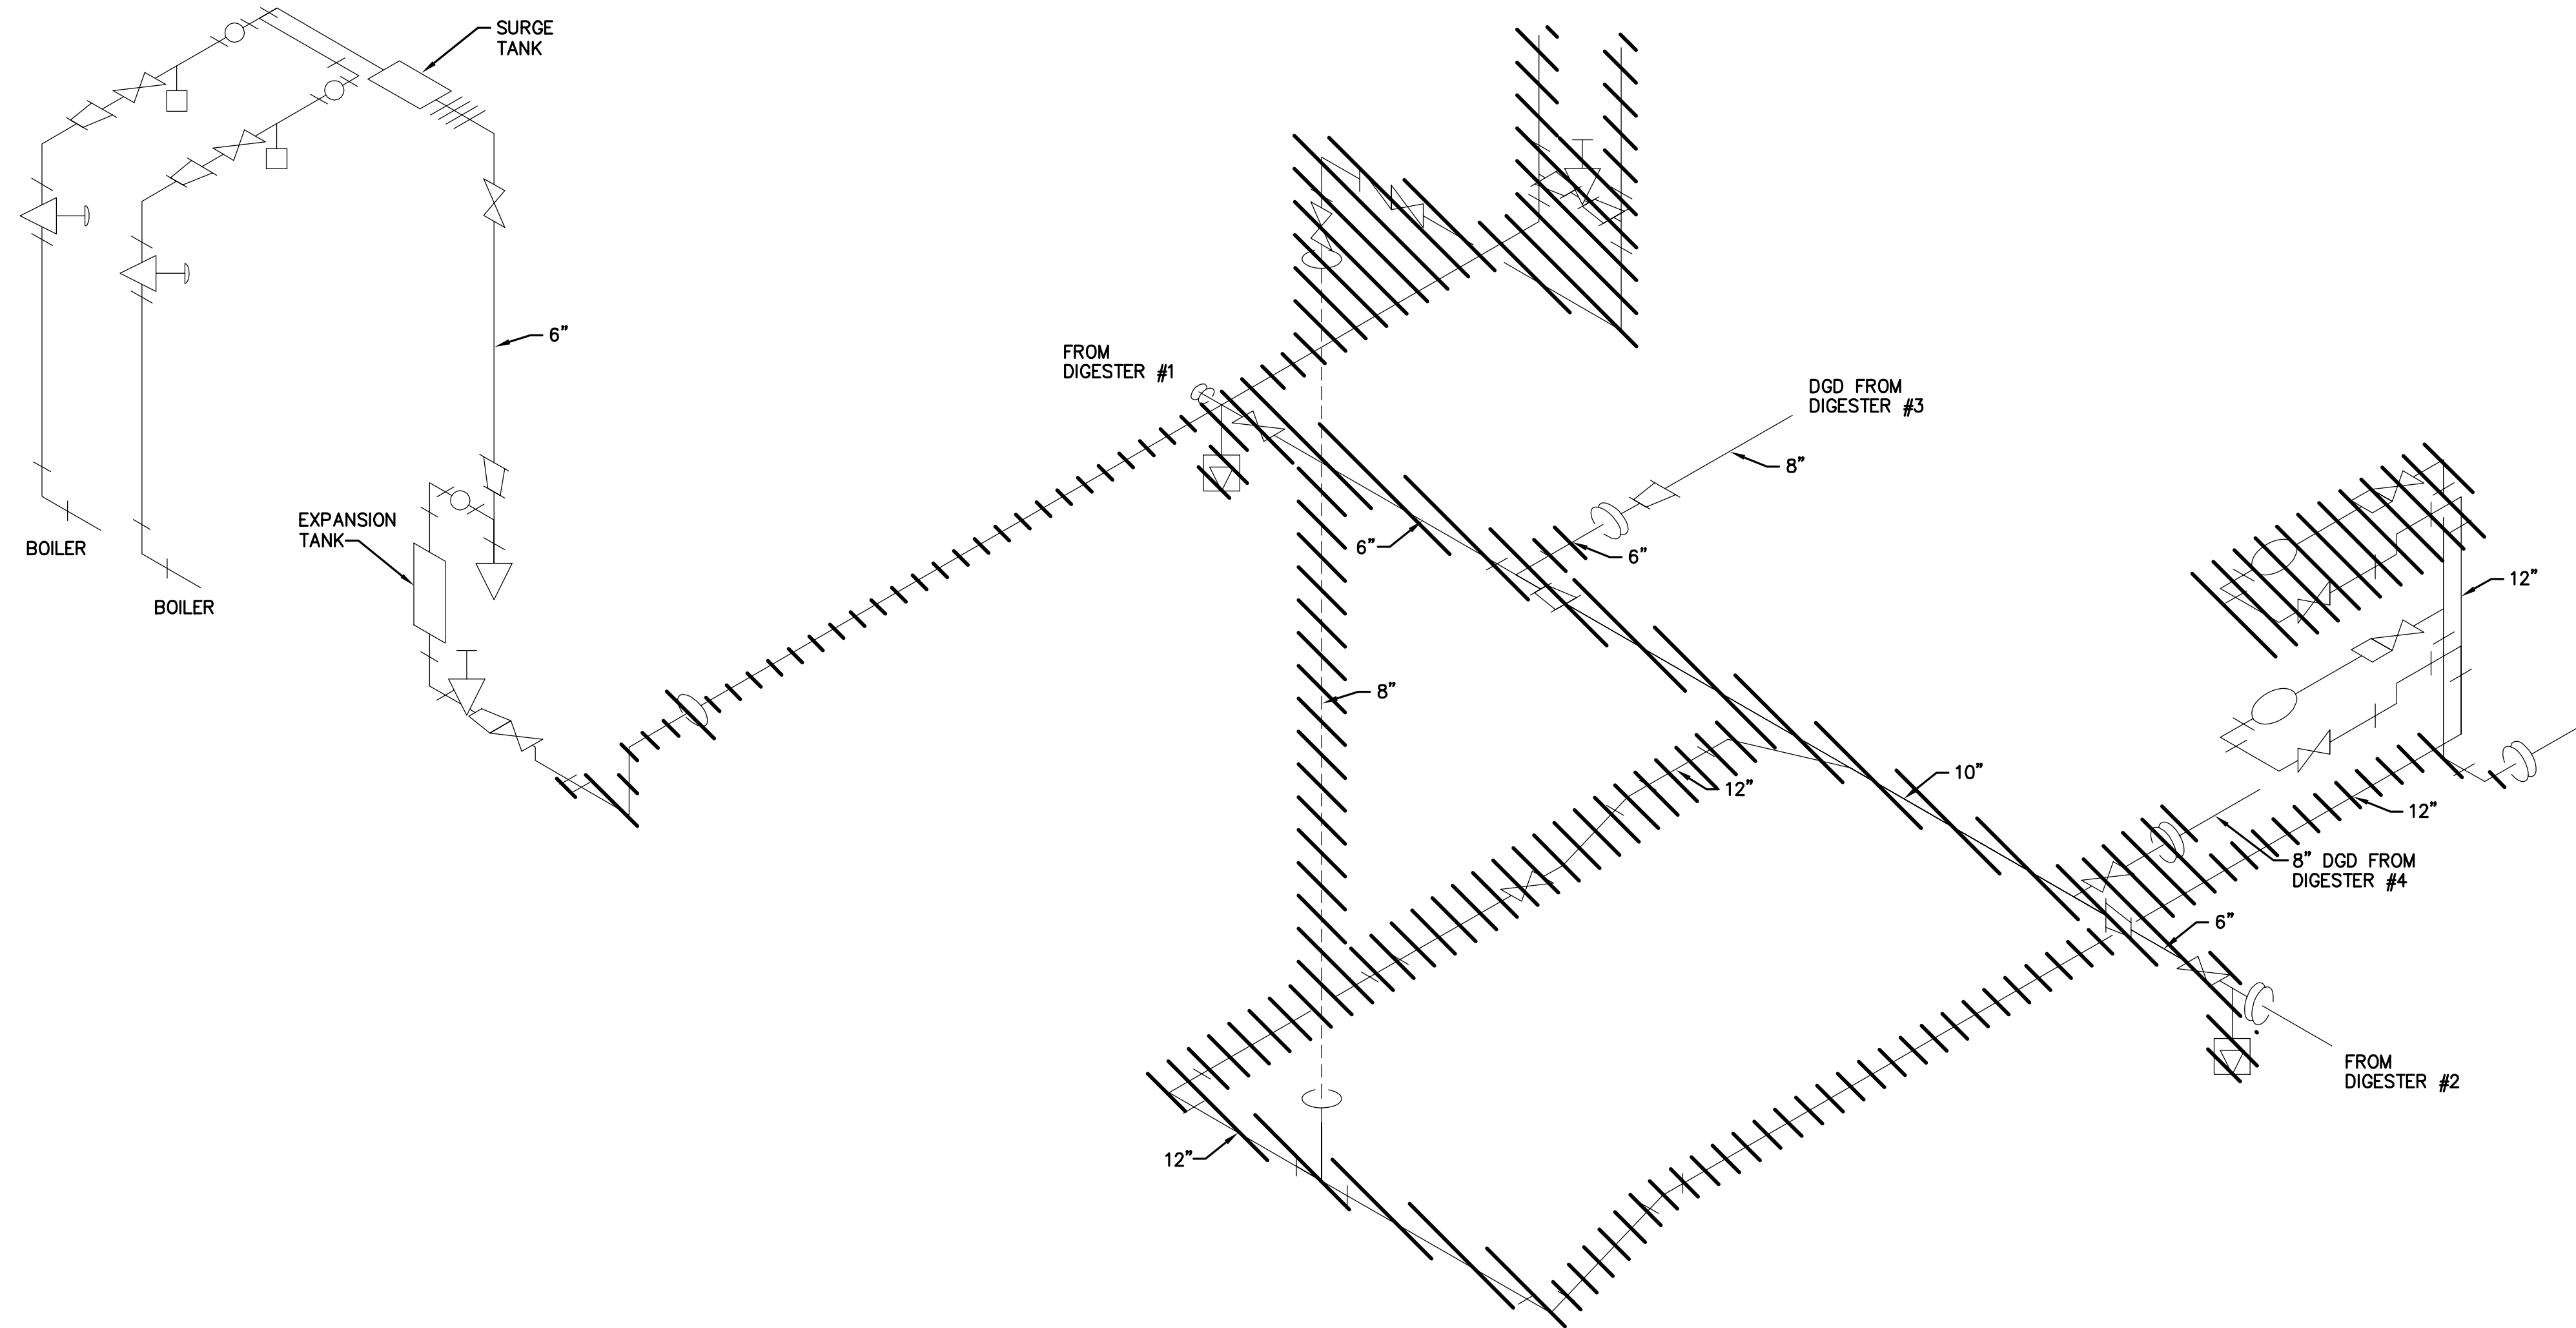 SURGE
TANK
6"
FROM
DIGESTER #1
DGD FROM
DIGESTER #3
8"
6"
6"
EXPANSION
TANK
BOILER
BOILER
12"
8"
12"
10"
12"
8" DGD FROM
DIGESTER #4
6"
FROM
DIGESTER #2
12"